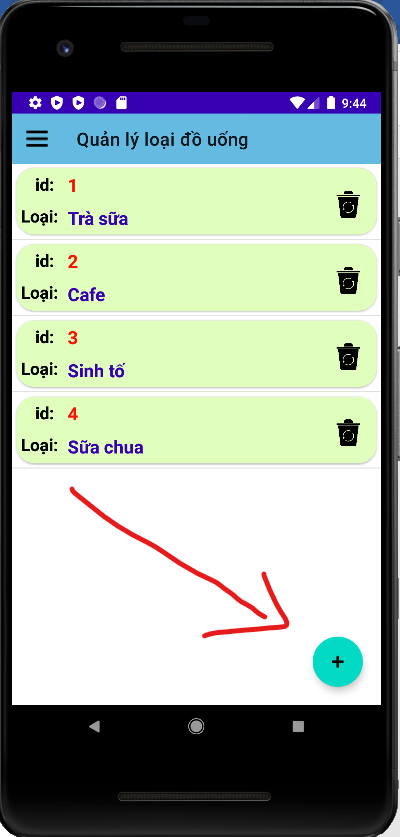 9:44
Quản lý loại đồ uống
id: 1
Loại: Trà sữa
id: 2
Loại: Cafe
id: 3
Loại: Sinh tố
id: 4
Loại: Sữa chua
+